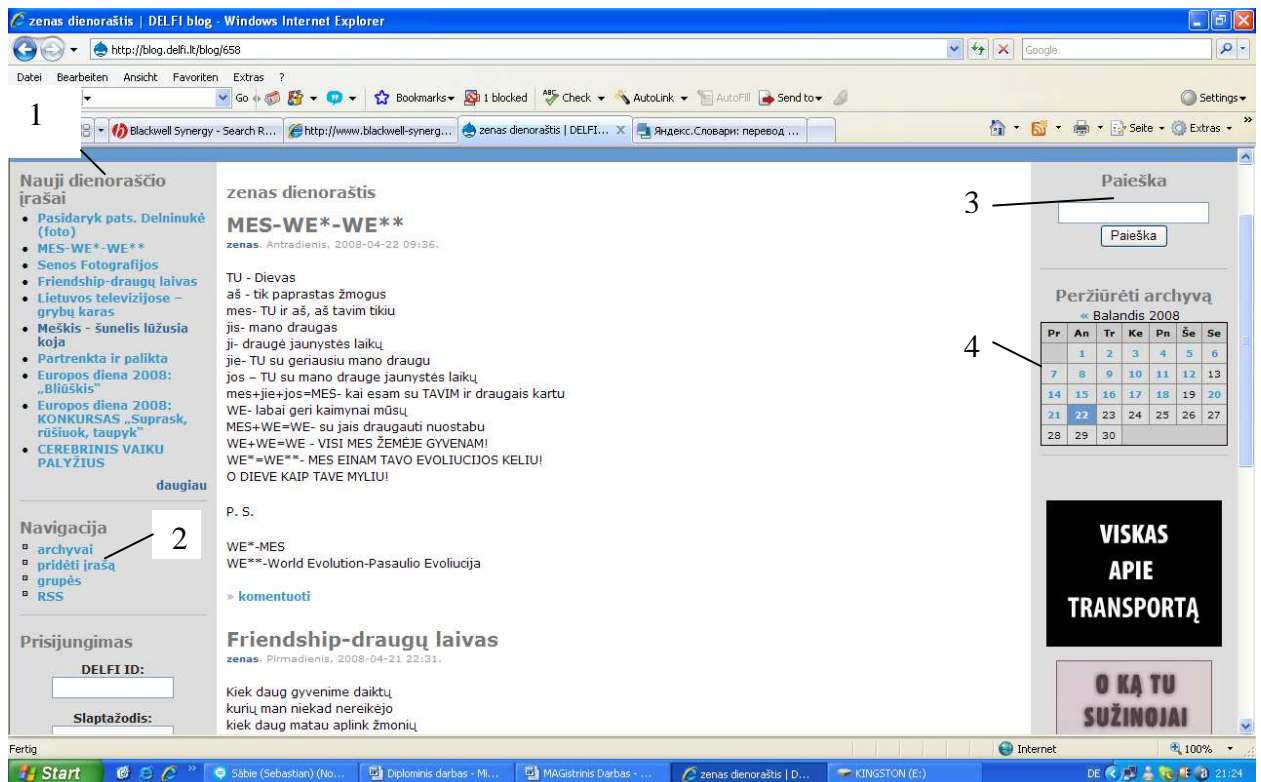 zenas dienoraštis | DELFI blog - Windows Internet Explorer
http://blog.delfi.lt/blog/658
Google
Datei Bearbeiten Ansicht Favoriten Extras ?
Go Bookmarks 1 blocked Check AutoLink AutoFill Send to Settings
1
Blackwell Synergy - Search R... http://www.blackwell-synerg... zenas dienoraštis | DELFI... Яндекс.Словари: перевод ... Seite Extras
Nauji dienoraščio
įrašai
Pasidaryk pats. Delninukė
(foto)
MES-WE*-WE**
Senos Fotografijos
Friendship-draugų laivas
Lietuvos televizijose –
grybų karas
Meškis - šunelis lūžusia
koja
Partrenkta ir palikta
Europos diena 2008:
„Bliūškis"
Europos diena 2008:
KONKURSAS „Suprask,
rūšiuok, taupyk"
CEREBRINIS VAIKU
PALYŽIUS
daugiau
Navigacija
2
archyvai
pridėti įrašą
grupės
RSS
Prisijungimas
DELFI ID:
Slaptažodis:
zenas dienoraštis
MES-WE*-WE**
zenas. Antradienis, 2008-04-22 09:36.
TU - Dievas
aš - tik paprastas žmogus
mes- TU ir aš, aš tavim tikiu
jis- mano draugas
ji- draugė jaunystės laikų
jie- TU su geriausiu mano draugu
jos – TU su mano drauge jaunystės laikų
mes+jie+jos=MES- kai esam su TAVIM ir draugais kartu
WE- labai geri kaimynai mūsų
MES+WE=WE- su jais draugauti nuostabu
WE+WE=WE - VISI MES ŽEMĖJE GYVENAM!
WE*=WE**- MES EINAM TAVO EVOLIUCIJOS KELIU!
O DIEVE KAIP TAVE MYLIU!
P. S.
WE*-MES
WE**-World Evolution-Pasaulio Evoliucija
» komentuoti
Friendship-draugų laivas
zenas. Pirmadienis, 2008-04-21 22:31.
Kiek daug gyvenime daiktų
kurių man niekad nereikėjo
kiek daug matau aplink žmonių
3
Paieška
Paieška
Peržiūrėti archyvą
« Balandis 2008
4
Pr An Tr Ke Pn Še Se
1 2 3 4 5 6
7 8 9 10 11 12 13
14 15 16 17 18 19 20
21 22 23 24 25 26 27
28 29 30
VISKAS
APIE
TRANSPORTĄ
O KĄ TU
SUŽINOJAI
Fertig Internet 100%
Start Säbie (Sebastian) (No... Diplominis darbas - Mi... MAGistrinis Darbas - ... zenas dienoraštis | D... KINGSTON (E:) DE 21:24